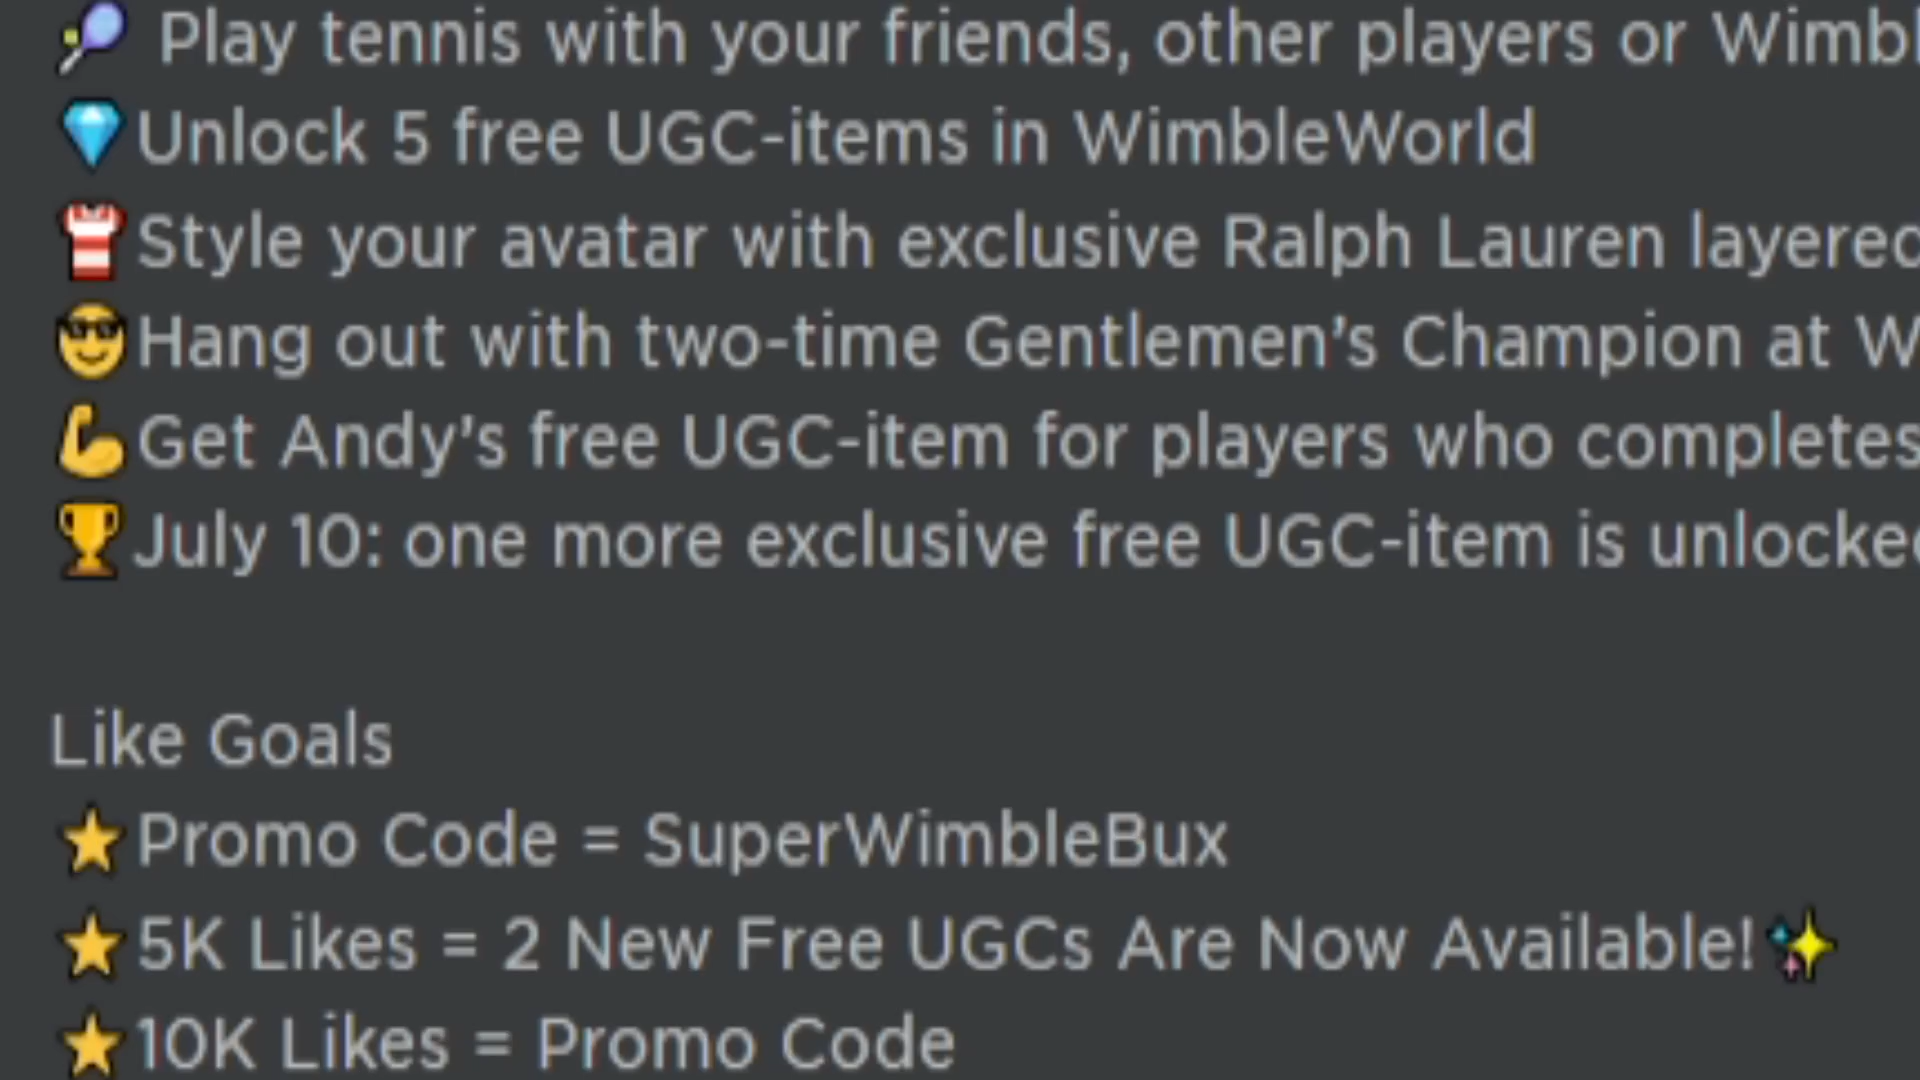 🎾 Play tennis with your friends, other players or Wimbl
💎Unlock 5 free UGC-items in WimbleWorld
Style your avatar with exclusive Ralph Lauren layered
😎Hang out with two-time Gentlemen’s Champion at W
💪Get Andy’s free UGC-item for players who completes
🏆July 10: one more exclusive free UGC-item is unlocked
Like Goals
⭐Promo Code = SuperWimbleBux
⭐5K Likes = 2 New Free UGCs Are Now Available!✨
⭐10K Likes = Promo Code